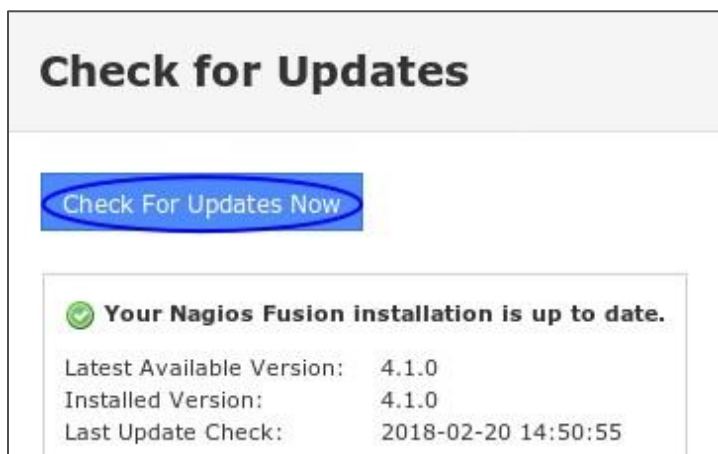 Check for Updates
Check For Updates Now
Your Nagios Fusion installation is up to date.
Latest Available Version: 4.1.0
Installed Version: 4.1.0
Last Update Check: 2018-02-20 14:50:55